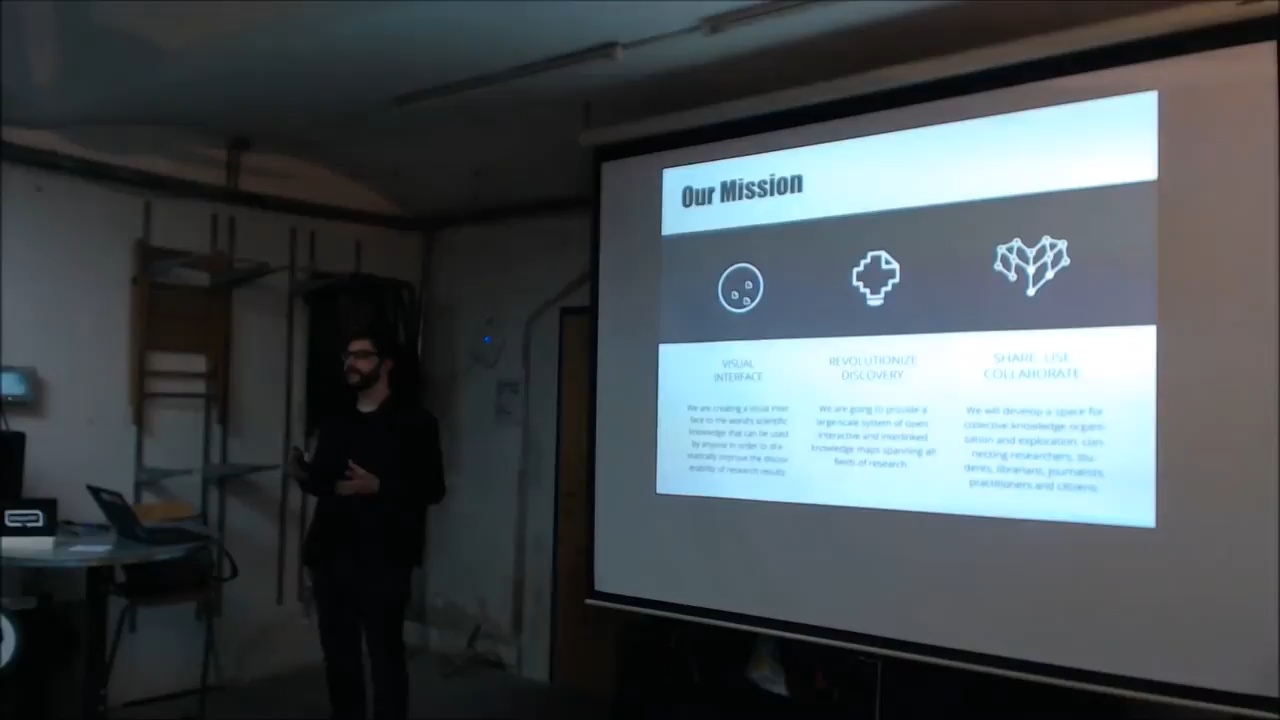 Our Mission
VISUAL
INTERFACE
We are creating a visual inter
face to the world's scientific
knowledge that can be used
by anyone in order to dra
matically improve the discov
erability of research results
REVOLUTIONIZE
DISCOVERY
We are going to provide a
large-scale system of open
interactive and interlinked
knowledge maps spanning all
fields of research
SHARE, USE
COLLABORATE
We will develop a space for
collective knowledge organi-
zation and exploration, con-
necting researchers, stu-
dents, librarians, journalists,
practitioners and citizens